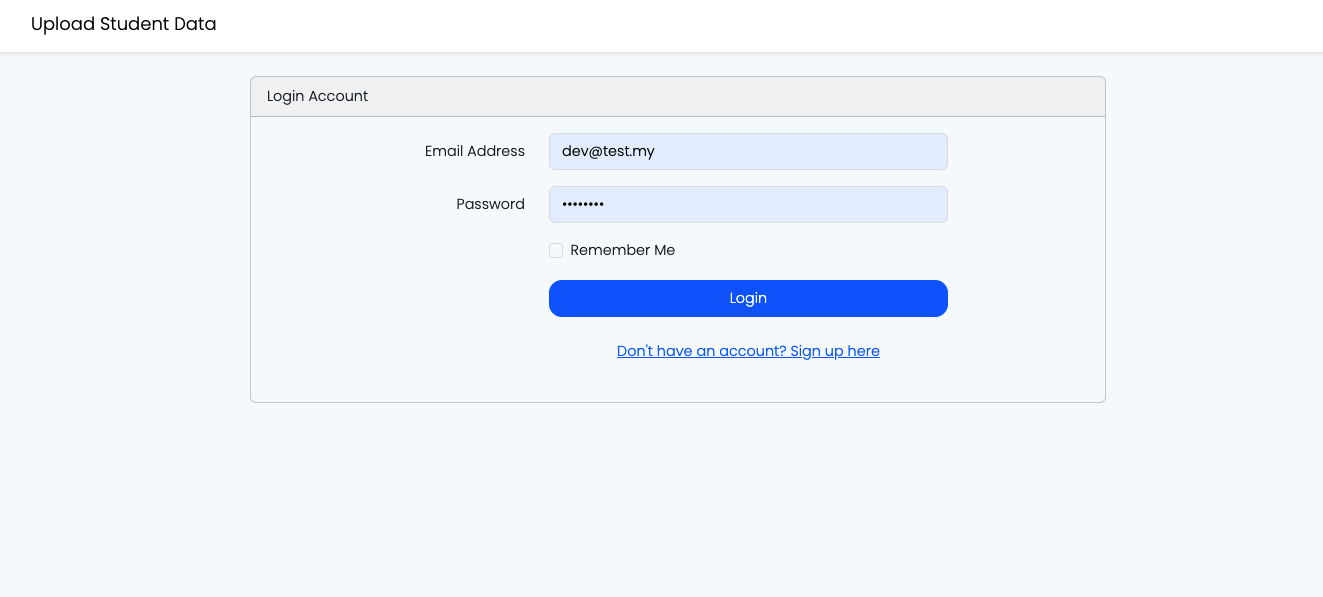 Upload Student Data
Login Account
Email Address
dev@test.my
Password
••••••••
Remember Me
Login
Don't have an account? Sign up here